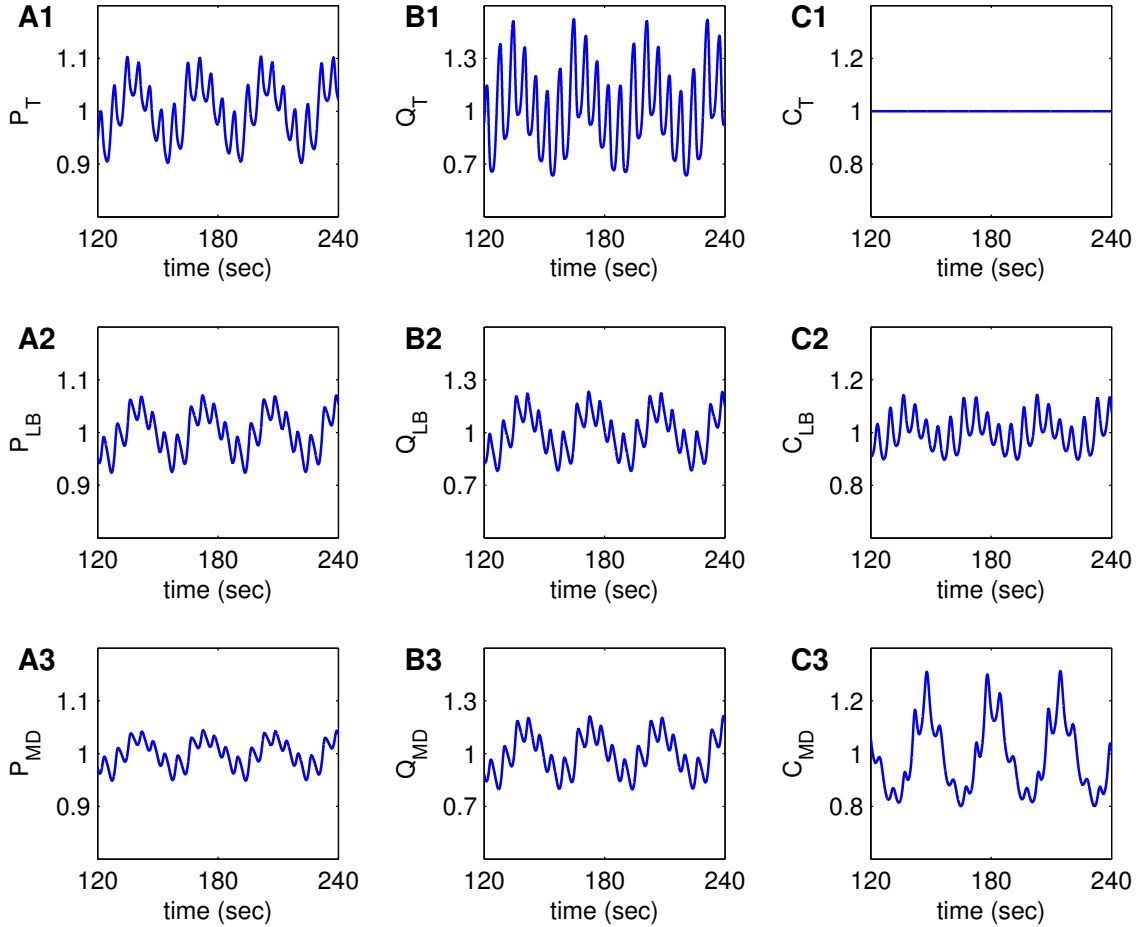 A1
P_T
1.1
1
0.9
120 180 240
time (sec)
B1
Q_T
1.3
1
0.7
120 180 240
time (sec)
C1
C_T
1.2
1
0.8
120 180 240
time (sec)
A2
P_LB
1.1
1
0.9
120 180 240
time (sec)
B2
Q_LB
1.3
1
0.7
120 180 240
time (sec)
C2
C_LB
1.2
1
0.8
120 180 240
time (sec)
A3
P_MD
1.1
1
0.9
120 180 240
time (sec)
B3
Q_MD
1.3
1
0.7
120 180 240
time (sec)
C3
C_MD
1.2
1
0.8
120 180 240
time (sec)